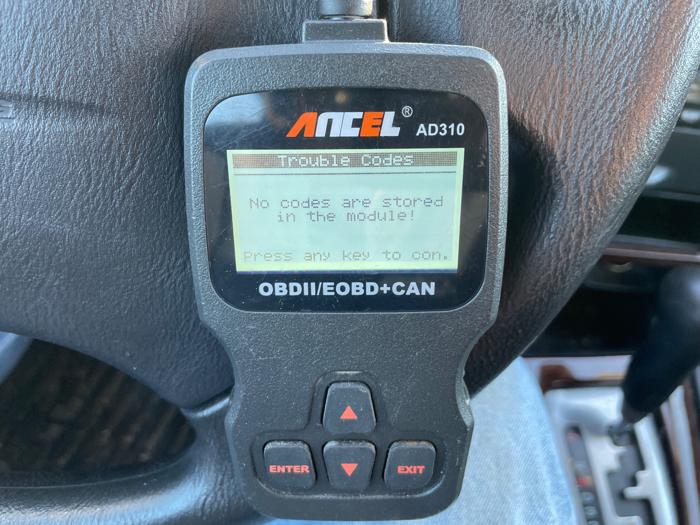 ANCEL®
AD310
Trouble Codes
No codes are stored
in the module!
Press any key to con.
OBDII/EOBD+CAN
ENTER
EXIT